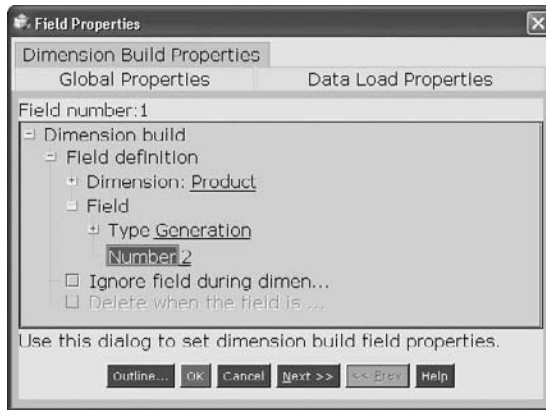 Field Properties
Dimension Build Properties
Global Properties Data Load Properties
Field number:1
Dimension build
Field definition
Dimension: Product
Field
Type Generation
Number 2
Ignore field during dimen...
Delete when the field is ...
Use this dialog to set dimension build field properties.
Outline... OK Cancel Next >> << Prev Help